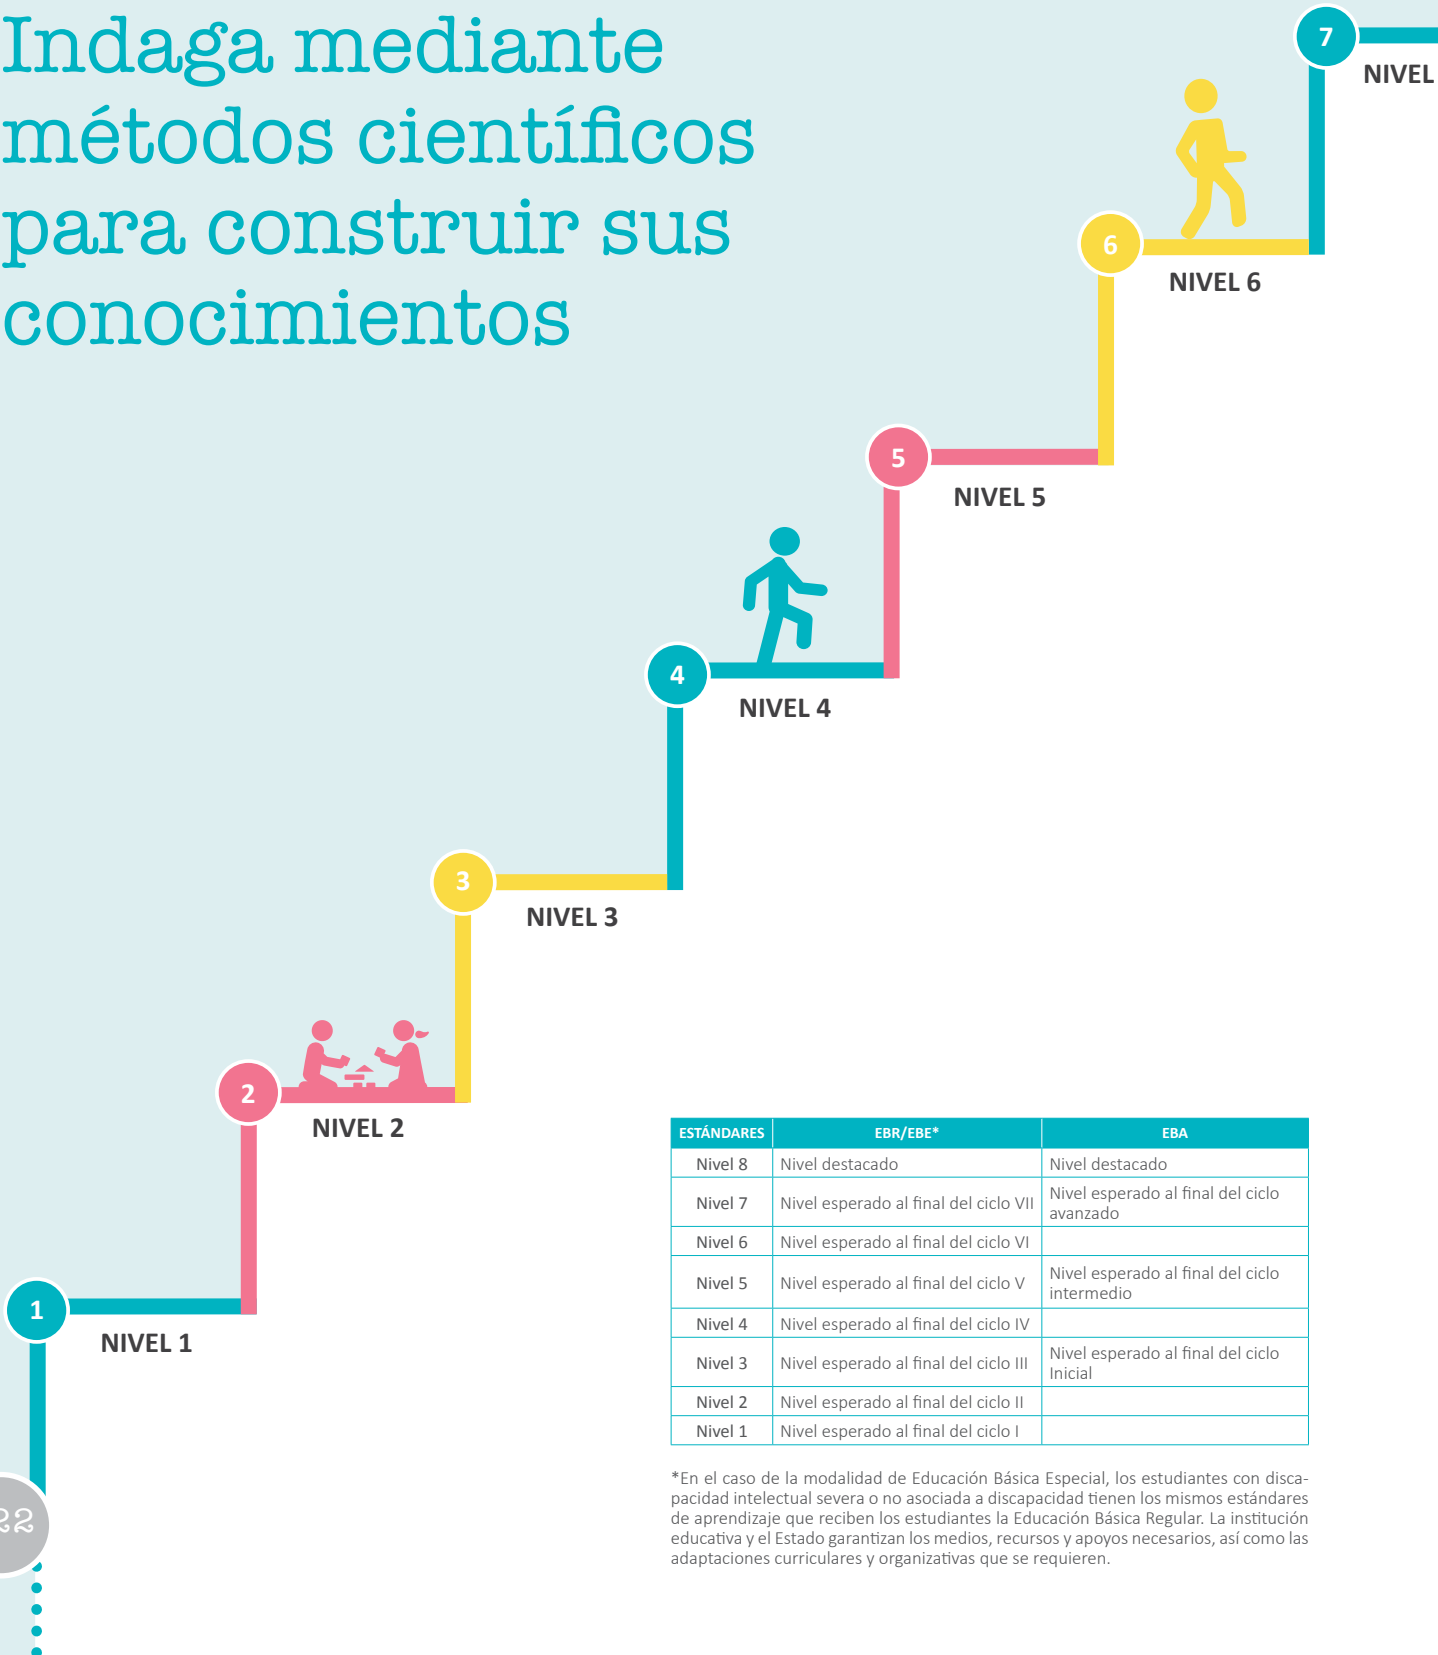 Indaga mediante
métodos científicos
para construir sus
conocimientos
7
NIVEL
6
NIVEL 6
5
NIVEL 5
4
NIVEL 4
3
NIVEL 3
2
NIVEL 2
1
NIVEL 1
ESTÁNDARES EBR/EBE* EBA
Nivel 8 Nivel destacado Nivel destacado
Nivel 7 Nivel esperado al final del ciclo VII Nivel esperado al final del ciclo
avanzado
Nivel 6 Nivel esperado al final del ciclo VI
Nivel 5 Nivel esperado al final del ciclo V Nivel esperado al final del ciclo
intermedio
Nivel 4 Nivel esperado al final del ciclo IV
Nivel 3 Nivel esperado al final del ciclo III Nivel esperado al final del ciclo
Inicial
Nivel 2 Nivel esperado al final del ciclo II
Nivel 1 Nivel esperado al final del ciclo I
*En el caso de la modalidad de Educación Básica Especial, los estudiantes con disca-
pacidad intelectual severa o no asociada a discapacidad tienen los mismos estándares
de aprendizaje que reciben los estudiantes la Educación Básica Regular. La institución
educativa y el Estado garantizan los medios, recursos y apoyos necesarios, así como las
adaptaciones curriculares y organizativas que se requieren.